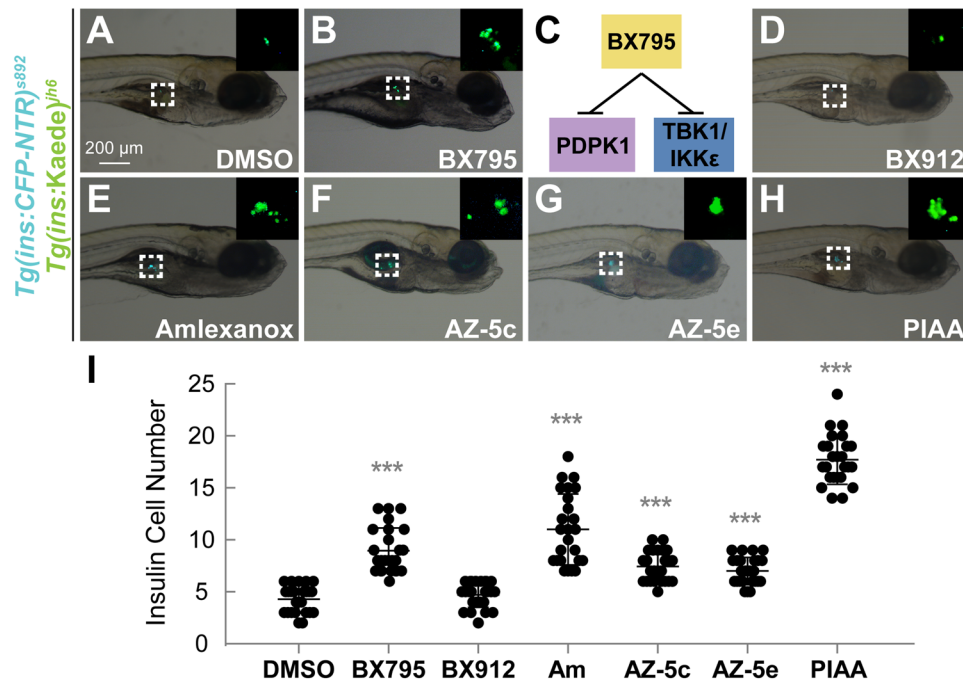 Tg(ins:CFP-NTR)s892
Tg(ins:Kaede)jh6
A
200 µm
DMSO
B
BX795
C
BX795
PDPK1
TBK1/
IKKε
D
BX912
E
Amlexanox
F
AZ-5c
G
AZ-5e
H
PIAA
I
Insulin Cell Number
25
20
15
10
5
0
***
***
***
***
***
DMSO
BX795
BX912
Am
AZ-5c
AZ-5e
PIAA